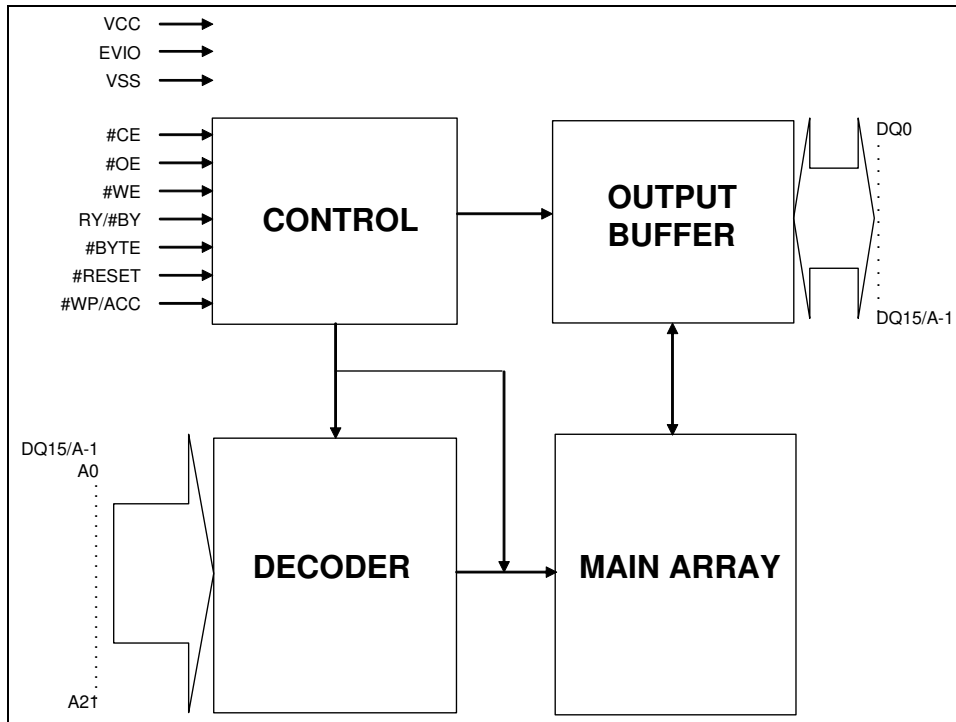 VCC
EVIO
VSS
#CE
#OE
#WE
RY/#BY
#BYTE
#RESET
#WP/ACC
CONTROL
OUTPUT
BUFFER
DQ0
DQ15/A-1
DQ15/A-1
A0
A21
DECODER
MAIN ARRAY